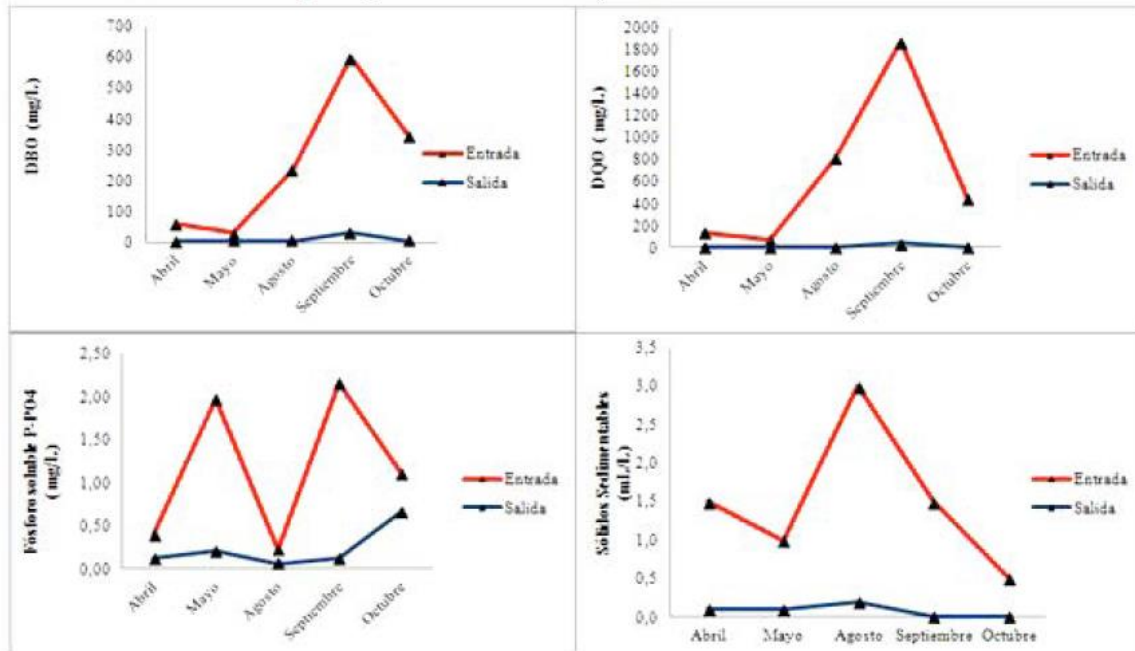 700
600
500
400
300
200
100
0
DBO (mg/L)
Abril
Mayo
Agosto
Septiembre
Octubre
Entrada
Salida
2000
1800
1600
1400
1200
1000
800
600
400
200
0
DQO ( mg/L)
Abril
Mayo
Agosto
Septiembre
Octubre
Entrada
Salida
2,50
2,00
1,50
1,00
0,50
0,00
Fósforo soluble P-PO4
( mg/L)
Abril
Mayo
Agosto
Septiembre
Octubre
Entrada
Salida
3,5
3,0
2,5
2,0
1,5
1,0
0,5
0,0
Sólidos Sedimentables
(mL/L)
Abril
Mayo
Agosto
Septiembre
Octubre
Entrada
Salida